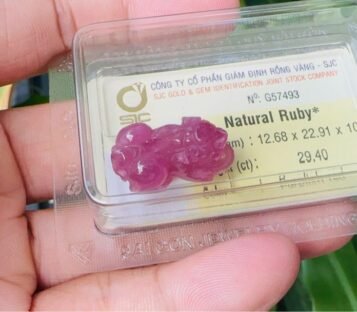 CÔNG TY CỔ PHẦN GIÁM ĐỊNH RỒNG VÀNG - SJC
SJC GOLD & GEM IDENTIFICATION JOINT STOCK COMPANY
SJC
Nº: G57493
Natural Ruby*
m) : 12.68 x 22.91 x 10
(ct) : 29.40